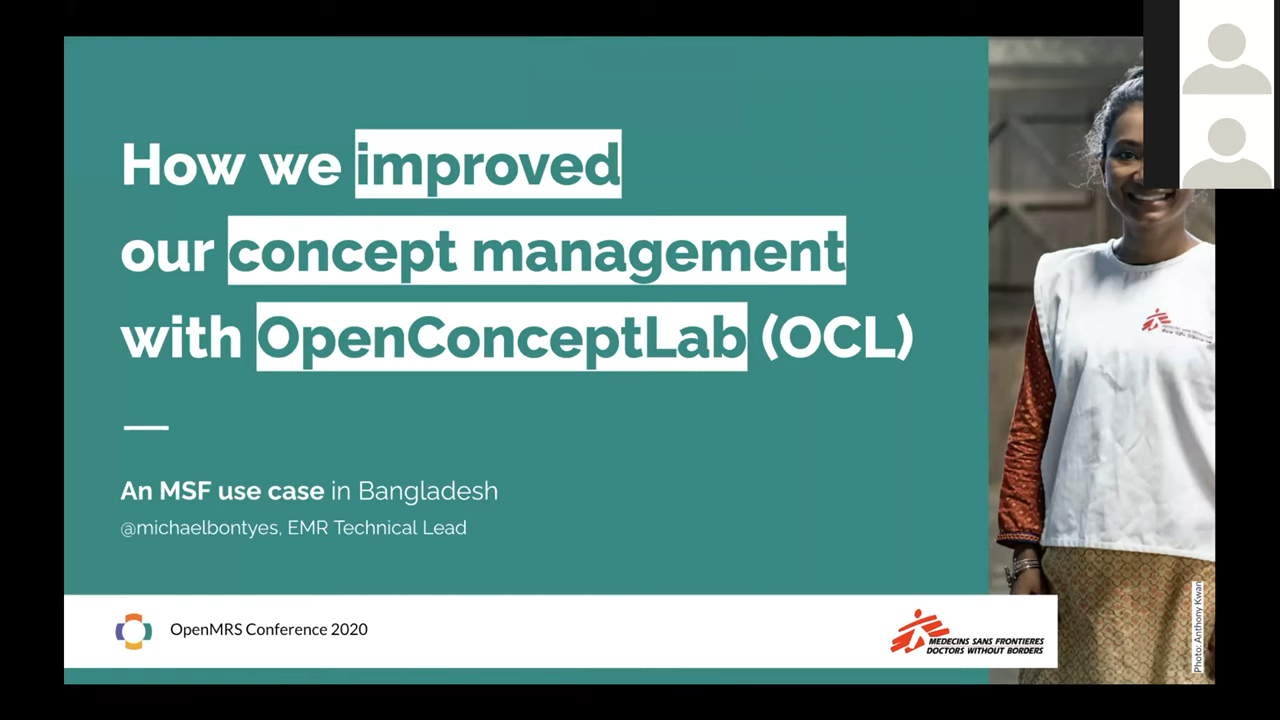 How we improved
our concept management
with OpenConceptLab (OCL)
An MSF use case in Bangladesh
@michaelbontyes, EMR Technical Lead
OpenMRS Conference 2020
MEDECINS SANS FRONTIERES
DOCTORS WITHOUT BORDERS
Photo: Anthony Kwan